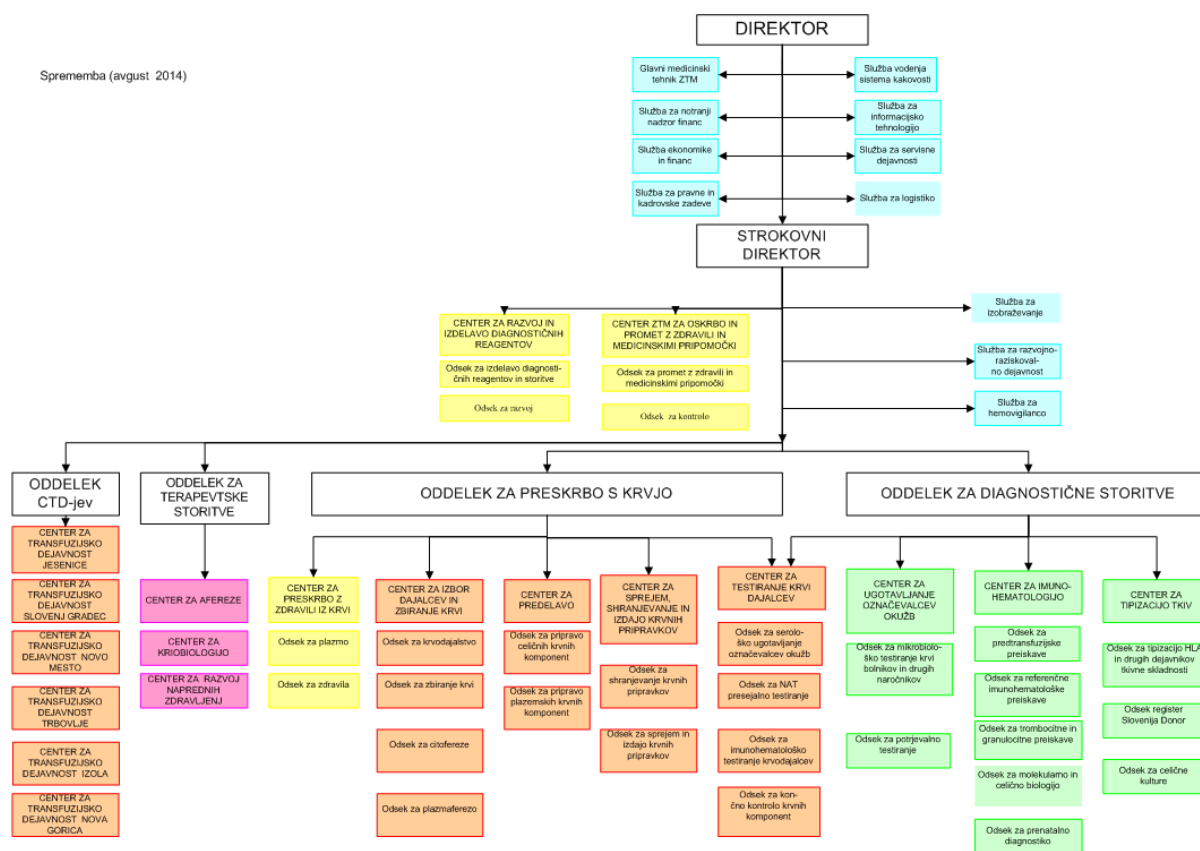 DIREKTOR
Sprememba (avgust 2014)
Glavni medicinski
tehnik ZTM
Služba vodenja
sistema kakovosti
Služba za notranji
nadzor financ
Služba za
informacijsko
tehnologijo
Služba ekonomike
in financ
Služba za servisne
dejavnosti
Služba za pravne in
kadrovske zadeve
Služba za logistiko
STROKOVNI
DIREKTOR
Služba za
izobraževanje
CENTER ZA RAZVOJ IN
IZDELAVO DIAGNOSTIČNIH
REAGENTOV
CENTER ZTM ZA OSKRBO IN
PROMET Z ZDRAVILI IN
MEDICINSKIMI PRIPOMOČKI
Služba za razvojno-
raziskoval-
no dejavnost
Odsek za izdelavo diagnosti-
čnih reagentov in storitve
Odsek za promet z zdravili in
medicinskimi pripomočki
Odsek za razvoj
Odsek za kontrolo
Služba za
hemovigilanco
ODDELEK
CTD-jev
ODDELEK ZA
TERAPEVTSKE
STORITVE
ODDELEK ZA PRESKRBO S KRVJO
ODDELEK ZA DIAGNOSTIČNE STORITVE
CENTER ZA
TRANSFUZIJSKO
DEJAVNOST
JESENICE
CENTER ZA
TRANSFUZIJSKO
DEJAVNOST
SLOVENJ GRADEC
CENTER ZA
TRANSFUZIJSKO
DEJAVNOST NOVO
MESTO
CENTER ZA
TRANSFUZIJSKO
DEJAVNOST
TRBOVLJE
CENTER ZA
TRANSFUZIJSKO
DEJAVNOST IZOLA
CENTER ZA
TRANSFUZIJSKO
DEJAVNOST NOVA
GORICA
CENTER ZA AFEREZE
CENTER ZA
KRIOBIOLOGIJO
CENTER ZA RAZVOJ
NAPREDNIH
ZDRAVLJENJ
CENTER ZA
PRESKRBO Z
ZDRAVILI IZ KRVI
Odsek za plazmo
Odsek za zdravila
CENTER ZA IZBOR
DAJALCEV IN
ZBIRANJE KRVI
Odsek za krvodajalstvo
Odsek za zbiranje krvi
Odsek za citofereze
Odsek za plazmaferezo
CENTER ZA
PREDELAVO
Odsek za pripravo
celičnih krvnih
komponent
Odsek za pripravo
plazemskih krvnih
komponent
CENTER ZA
SPREJEM,
SHRANJEVANJE IN
IZDAJO KRVNIH
PRIPRAVKOV
Odsek za
shranjevanje krvnih
pripravkov
Odsek za sprejem in
izdajo krvnih
pripravkov
CENTER ZA
TESTIRANJE KRVI
DAJALCEV
Odsek za serolo-
ško ugotavljanje
označevalcev okužb
Odsek za NAT
presejalno testiranje
Odsek za
imunohematološko
testiranje krvodajalcev
Odsek za kon-
čno kontrolo krvnih
komponent
CENTER ZA
UGOTAVLJANJE
OZNAČEVALCEV
OKUŽB
Odsek za mikrobiolo-
ško testiranje krvi
bolnikov in drugih
naročnikov
Odsek za potrjevalno
testiranje
CENTER ZA IMUNO-
HEMATOLOGIJO
Odsek za
predtransfuzijske
preiskave
Odsek za referenčne
imunohematološke
preiskave
Odsek za trombocitne in
granulocitne preiskave
Odsek za molekularno in
celično biologijo
Odsek za prenatalno
diagnostiko
CENTER ZA
TIPIZACIJO TKIV
Odsek za tipizacijo HLA
in drugih dejavnikov
tkivne skladnosti
Odsek register
Slovenija Donor
Odsek za celične
kulture